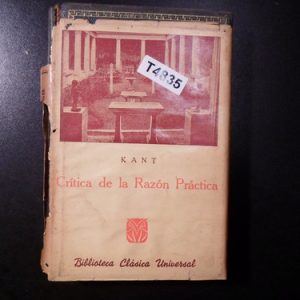 T4835
KANT
Crítica de la Razón Práctica
Biblioteca Clásica Universal